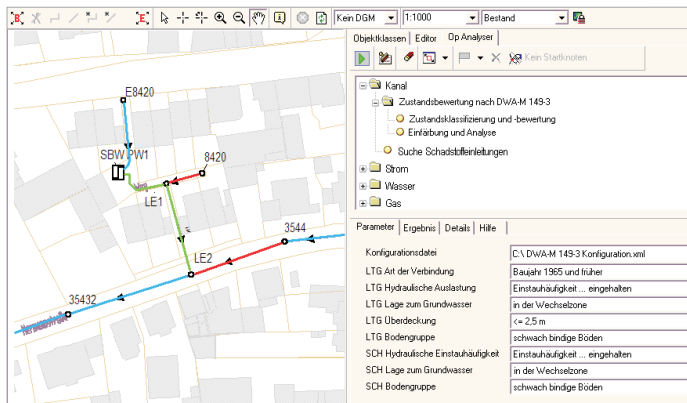 Kein DGM
1:1000
Bestand
Objektklassen
Editor
Op Analyser
Kein Startknoten
Kanal
Zustandsbewertung nach DWA-M 149-3
Zustandsklassifizierung und -bewertung
Einfärbung und Analyse
Suche Schadstoffeinleitungen
Strom
Wasser
Gas
E8420
SBW PW1
8420
Weg
LE1
3544
LE2
35432
Parameter
Ergebnis
Details
Hilfe
Konfigurationsdatei C:\ DWA-M 149-3 Konfiguration.xml
LTG Art der Verbindung Baujahr 1965 und früher
LTG Hydraulische Auslastung Einstauhäufigkeit ... eingehalten
LTG Lage zum Grundwasser in der Wechselzone
LTG Überdeckung <= 2,5 m
LTG Bodengruppe schwach bindige Böden
SCH Hydraulische Einstauhäufigkeit Einstauhäufigkeit ... eingehalten
SCH Lage zum Grundwasser in der Wechselzone
SCH Bodengruppe schwach bindige Böden